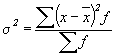 σ² = ∑(x − x̄)² f / ∑f